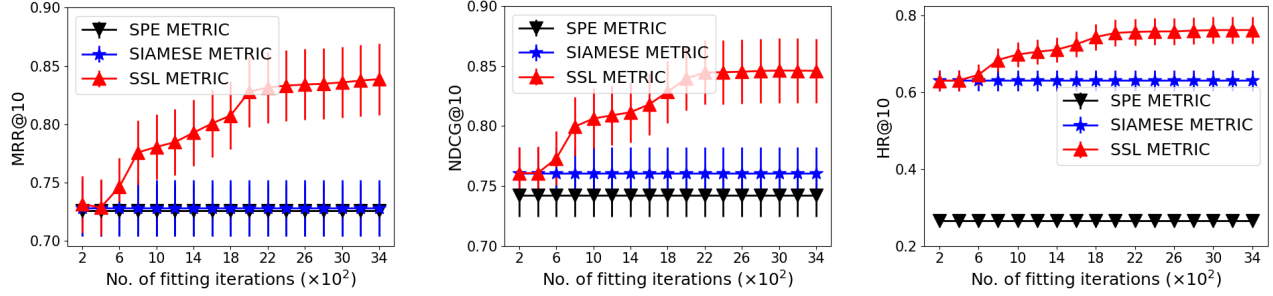 0.90
0.85
0.80
0.75
0.70
MRR@10
SPE METRIC
SIAMESE METRIC
SSL METRIC
2 6 10 14 18 22 26 30 34
No. of fitting iterations (×10²)
0.90
0.85
0.80
0.75
0.70
NDCG@10
SPE METRIC
SIAMESE METRIC
SSL METRIC
2 6 10 14 18 22 26 30 34
No. of fitting iterations (×10²)
0.8
0.6
0.4
0.2
HR@10
SPE METRIC
SIAMESE METRIC
SSL METRIC
2 6 10 14 18 22 26 30 34
No. of fitting iterations (×10²)